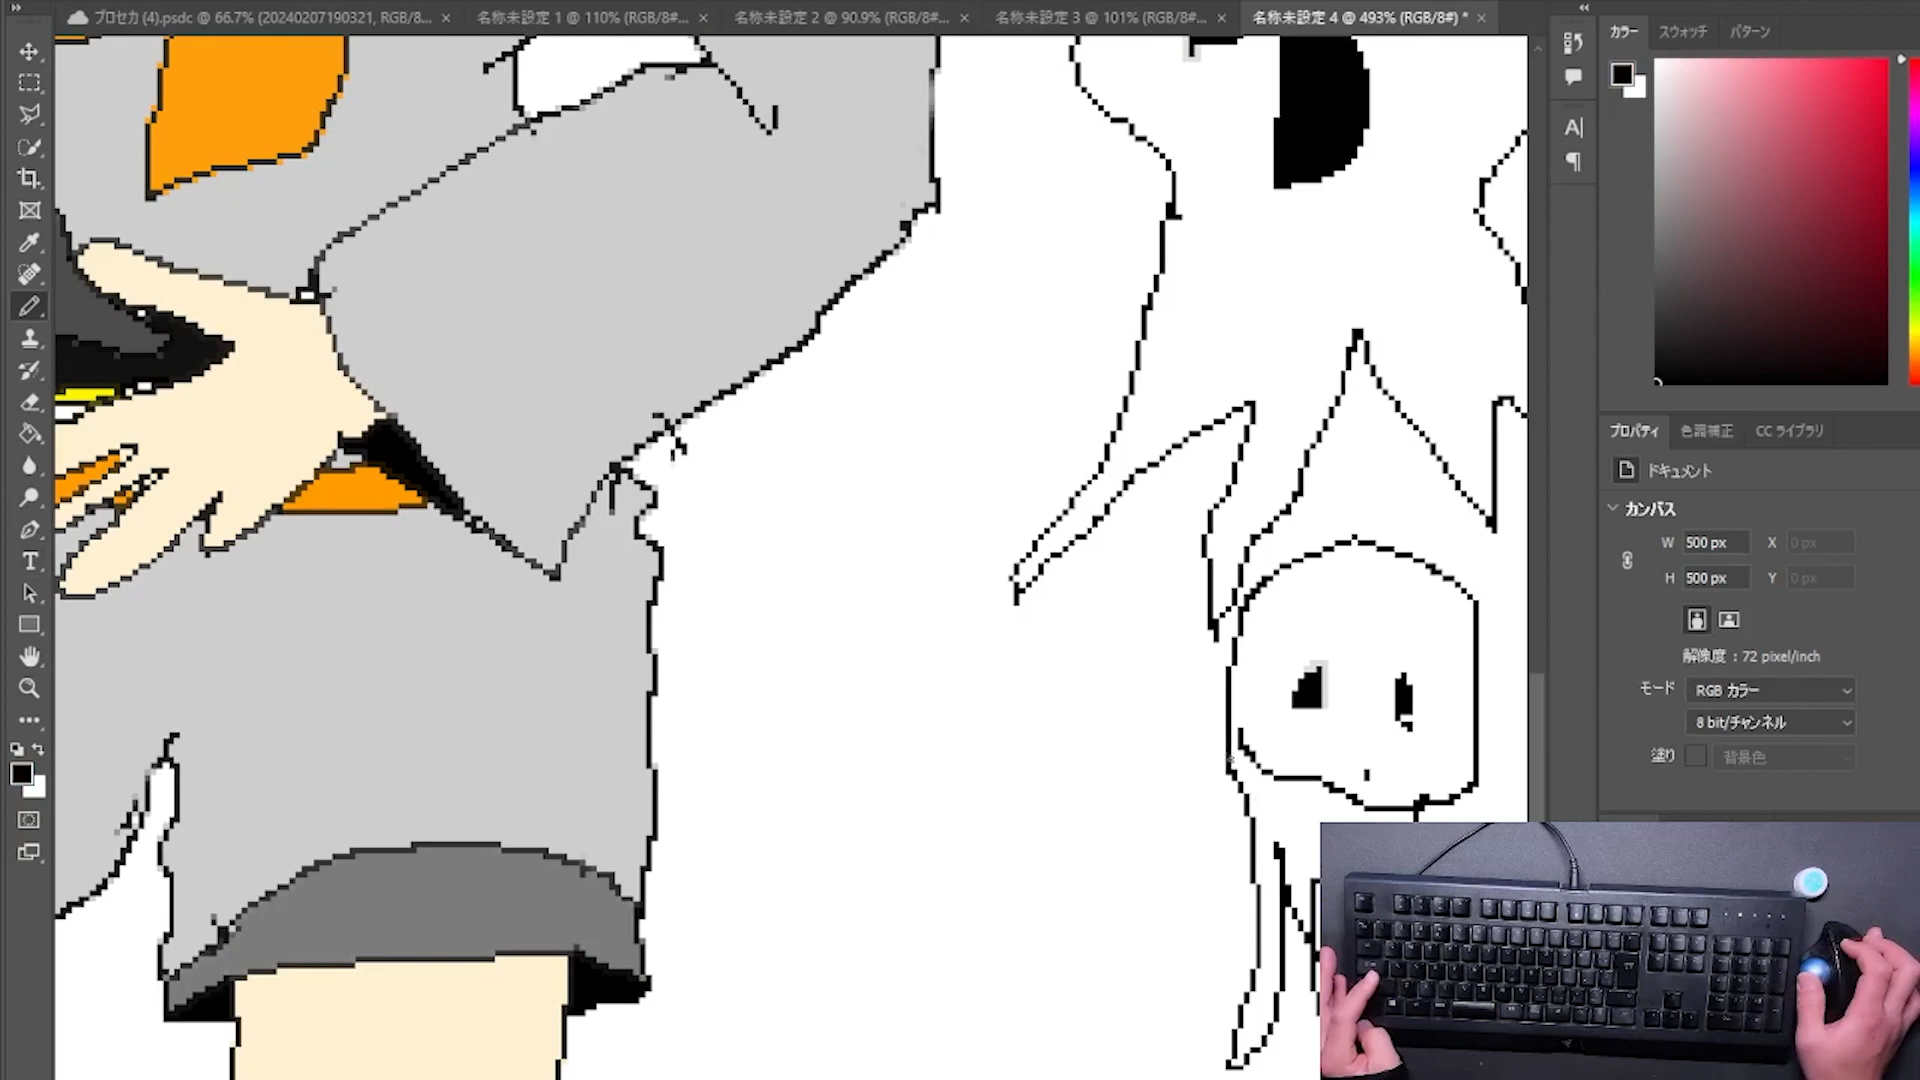 プロセカ (4).psdc @ 66.7% (20240207190321, RGB/8...
名称未設定 1 @ 110% (RGB/8#...
名称未設定 2 @ 90.9% (RGB/8#...
名称未設定 3 @ 101% (RGB/8#...
名称未設定 4 @ 493% (RGB/8#) *
カラー スウォッチ パターン
プロパティ 色調補正 CC ライブラリ
ドキュメント
カンバス
W 500 px X 0 px
H 500 px Y 0 px
解像度 : 72 pixel/inch
モード RGB カラー
8 bit/チャンネル
塗り 背景色